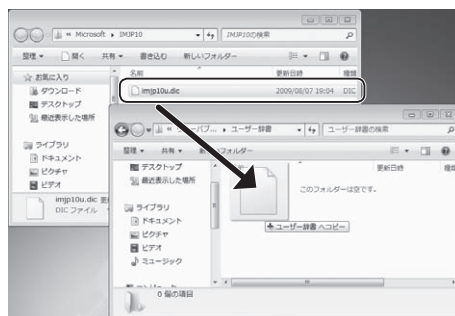 « Microsoft ▸ IMJP10
IMJP10の検索
整理
開く
共有
書き込む
新しいフォルダー
名前
更新日時
種類
お気に入り
ダウンロード
デスクトップ
最近表示した場所
imjp10u.dic
2009/08/07 19:04
DIC
ライブラリ
ドキュメント
ピクチャ
ビデオ
imjp10u.dic 更
DIC ファイル
ユーザー辞書
ユーザー辞書の検索
整理
共有
フォルダー
更新日時
デスクトップ
最近表示した場所
このフォルダーは空です。
ライブラリ
ドキュメント
ピクチャ
ビデオ
ミュージック
ユーザー辞書 へコピー
0 個の項目